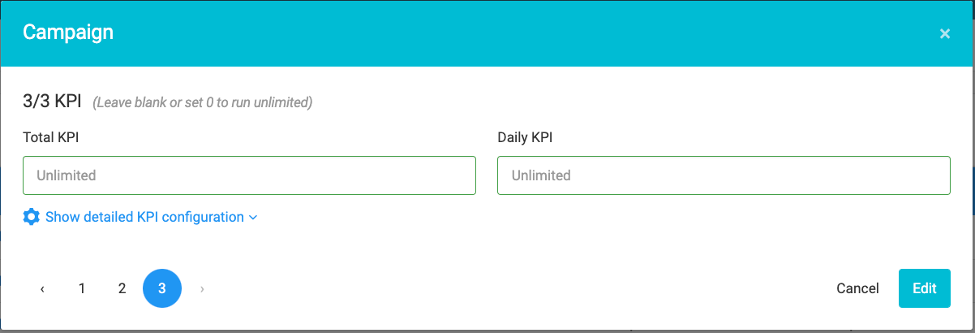 Campaign ×
3/3 KPI (Leave blank or set 0 to run unlimited)
Total KPI Daily KPI
Unlimited Unlimited
Show detailed KPI configuration
‹ 1 2 3 › Cancel Edit